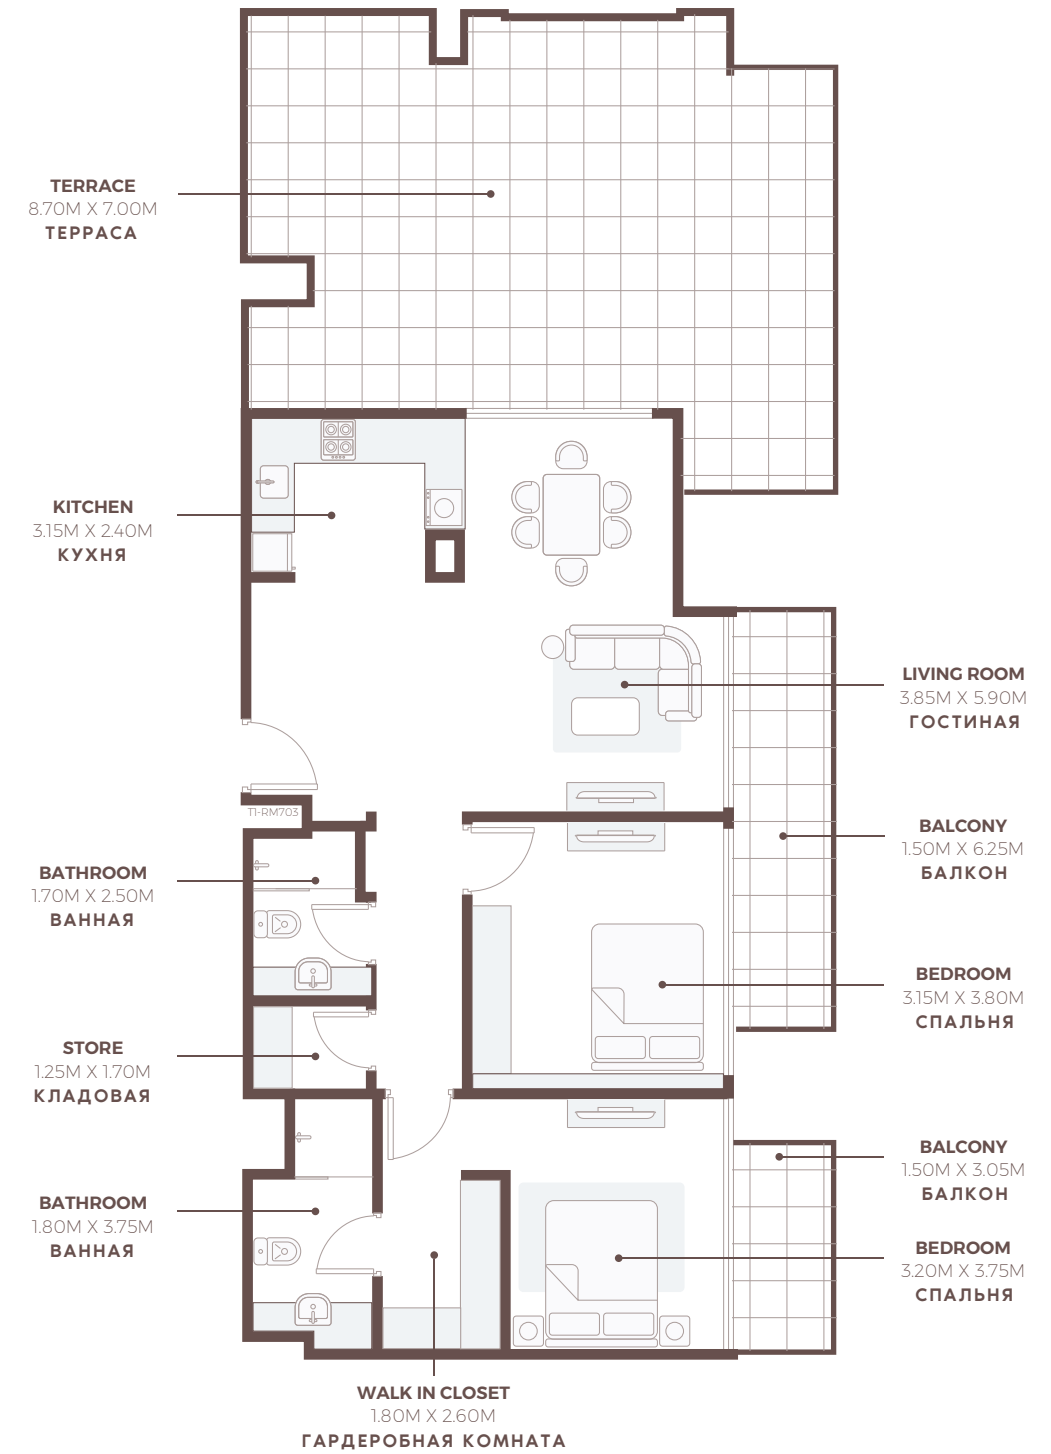 TERRACE
8.70M X 7.00M
ТЕРРАСА
KITCHEN
3.15M X 2.40M
КУХНЯ
LIVING ROOM
3.85M X 5.90M
ГОСТИНАЯ
T1-RM703
BALCONY
1.50M X 6.25M
БАЛКОН
BATHROOM
1.70M X 2.50M
ВАННАЯ
BEDROOM
3.15M X 3.80M
СПАЛЬНЯ
STORE
1.25M X 1.70M
КЛАДОВАЯ
BALCONY
1.50M X 3.05M
БАЛКОН
BATHROOM
1.80M X 3.75M
ВАННАЯ
BEDROOM
3.20M X 3.75M
СПАЛЬНЯ
WALK IN CLOSET
1.80M X 2.60M
ГАРДЕРОБНАЯ КОМНАТА